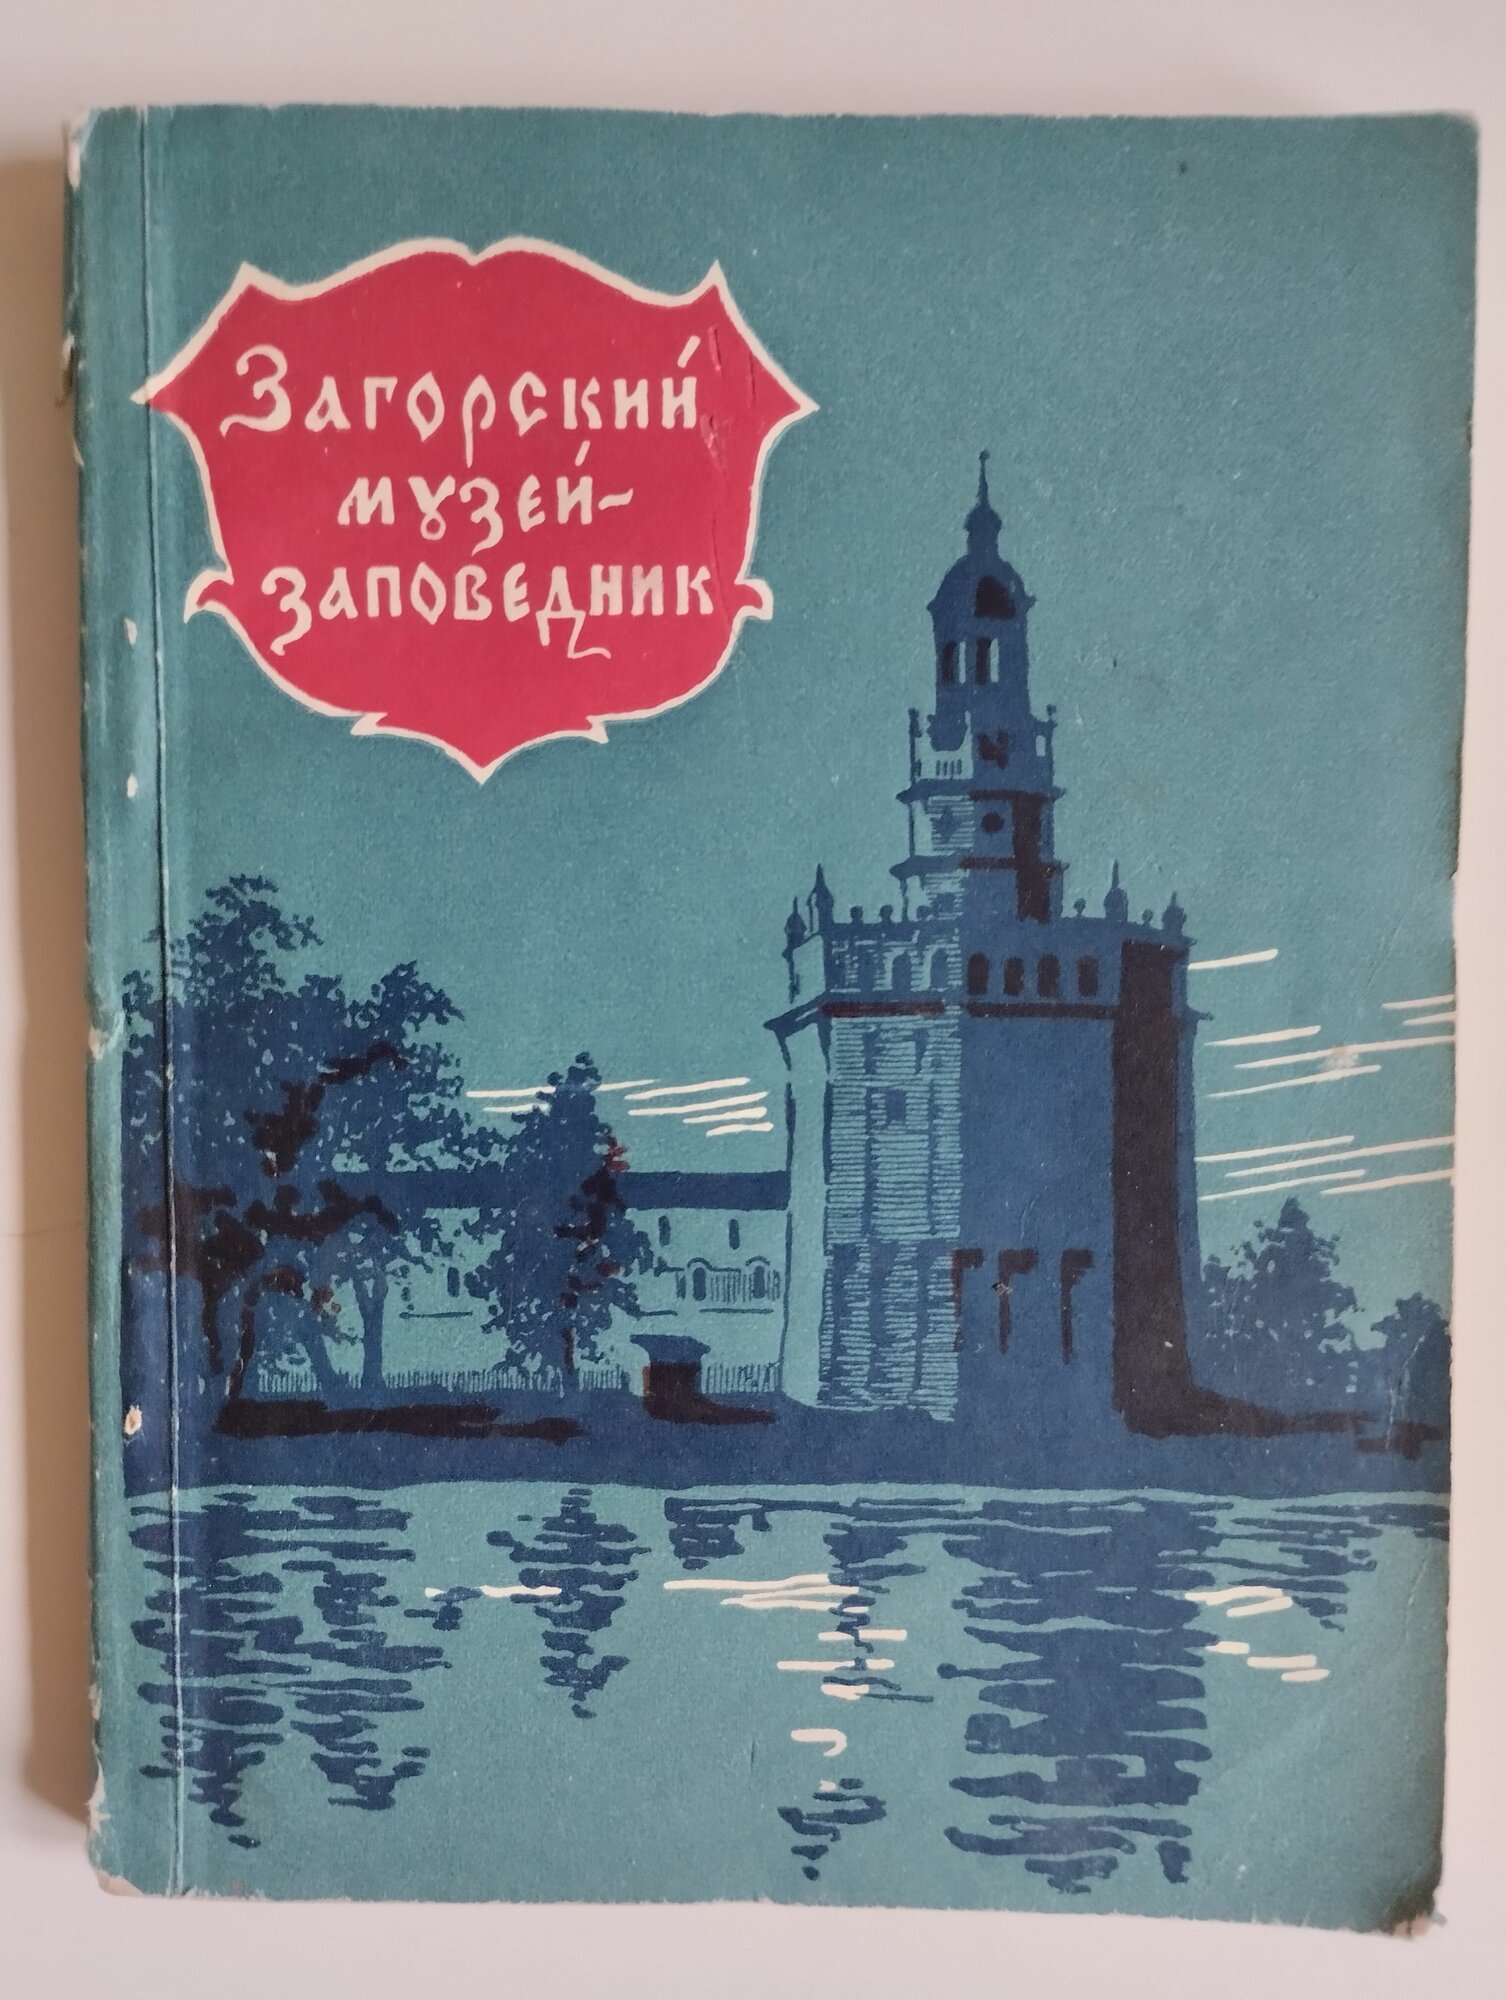 Загорский
музей-
заповедник